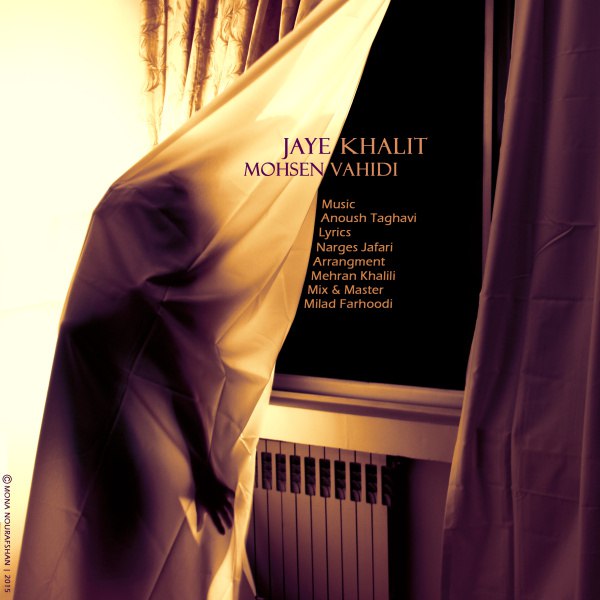 JAYE KHALIT
MOHSEN VAHIDI
Music
Anoush Taghavi
Lyrics
Narges Jafari
Arrangment
Mehran Khalili
Mix & Master
Milad Farhoodi
© MONA NOURAFSHAN | 2015